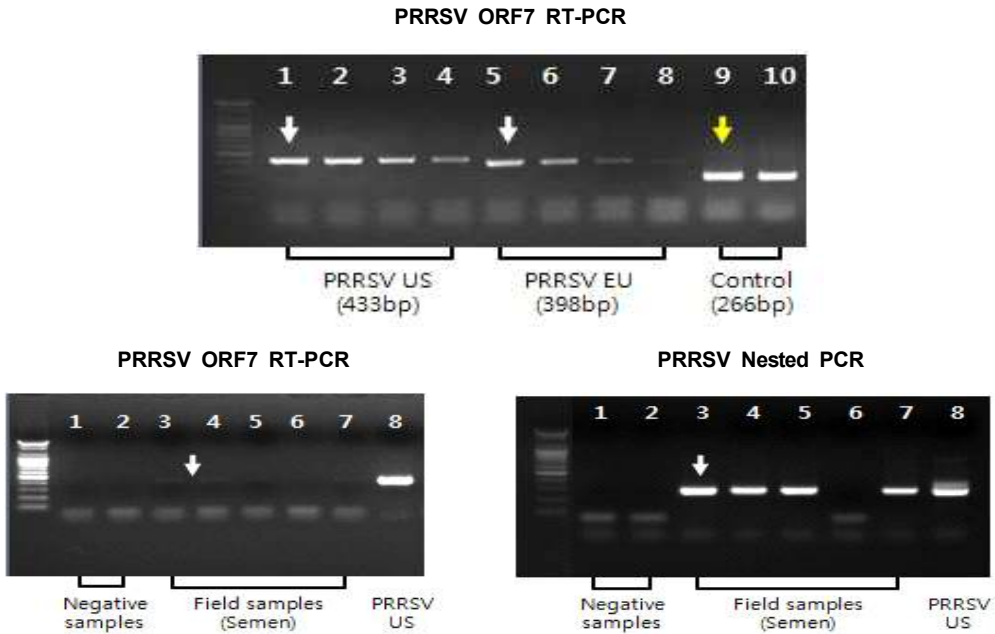 PRRSV ORF7 RT-PCR
1 2 3 4 5 6 7 8 9 10
PRRSV US PRRSV EU Control
(433bp) (398bp) (266bp)
PRRSV ORF7 RT-PCR
1 2 3 4 5 6 7 8
Negative Field samples PRRSV
samples (Semen) US
PRRSV Nested PCR
1 2 3 4 5 6 7 8
Negative Field samples PRRSV
samples (Semen) US